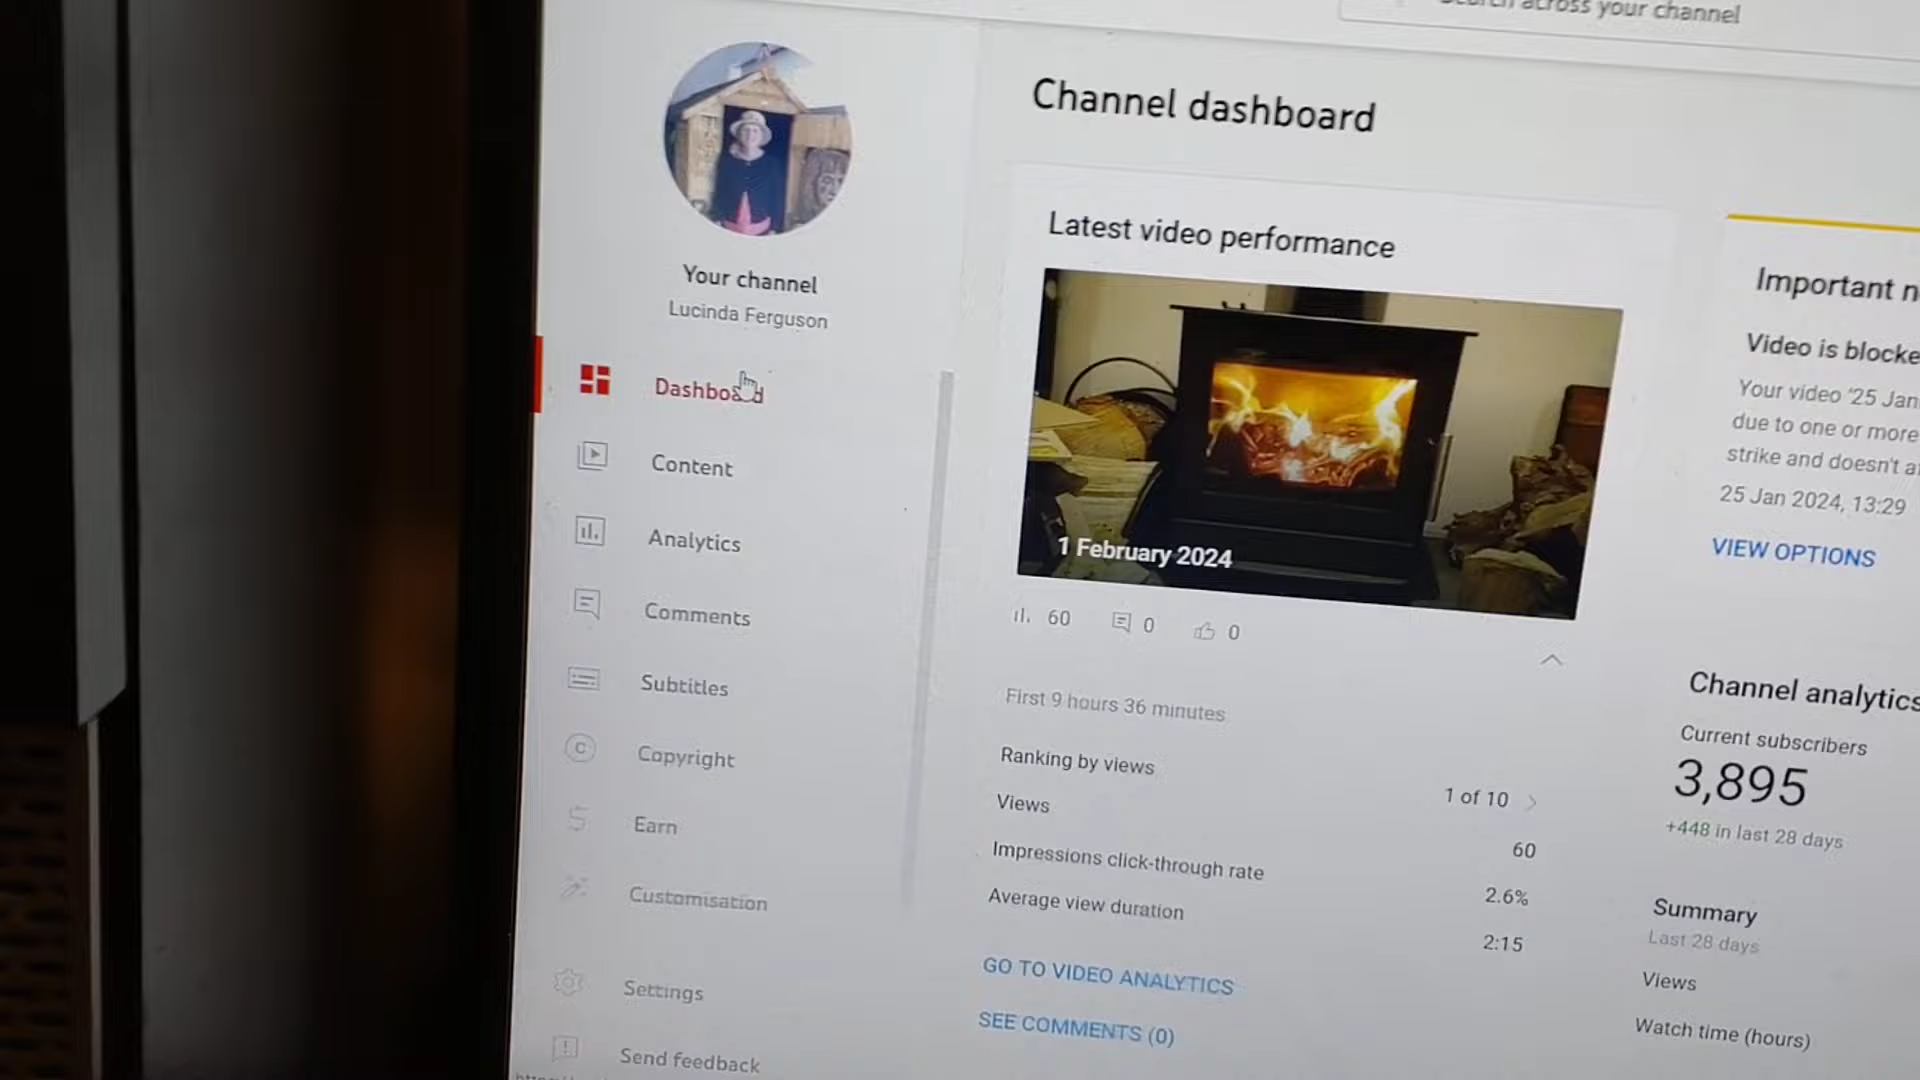 across your channel
Channel dashboard
Your channel
Lucinda Ferguson
Dashboard
Content
Analytics
Comments
Subtitles
Copyright
Earn
Customisation
Settings
Send feedback
Latest video performance
1 February 2024
60 0 0
First 9 hours 36 minutes
Ranking by views 1 of 10
Views 60
Impressions click-through rate 2.6%
Average view duration 2:15
GO TO VIDEO ANALYTICS
SEE COMMENTS (0)
Important
Video is
Your video '25 Jan
due to one or more
strike and doesn't
25 Jan 2024, 13:29
VIEW OPTIONS
Channel analytics
Current subscribers
3,895
+448 in last 28 days
Summary
Last 28 days
Views
Watch time (hours)